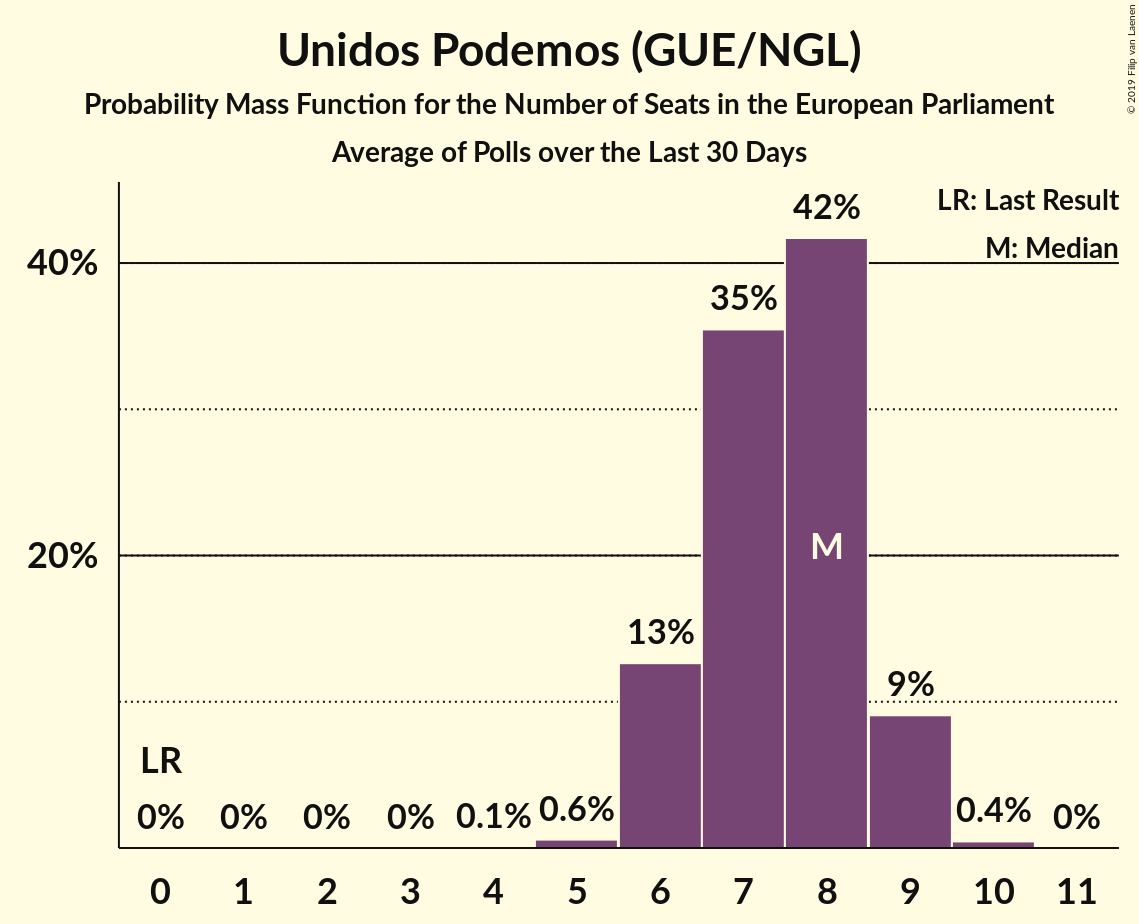 Unidos Podemos (GUE/NGL)
Probability Mass Function for the Number of Seats in the European Parliament
Average of Polls over the Last 30 Days
© 2019 Filip van Laenen
LR: Last Result
M: Median
42%
40%
35%
M
20%
13%
9%
LR
0% 0% 0% 0% 0.1% 0.6% 0.4% 0%
0 1 2 3 4 5 6 7 8 9 10 11